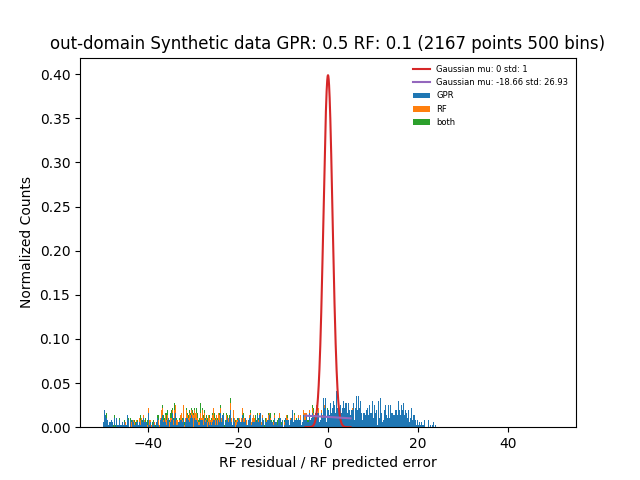 out-domain Synthetic data GPR: 0.5 RF: 0.1 (2167 points 500 bins)
Gaussian mu: 0 std: 1
Gaussian mu: -18.66 std: 26.93
GPR
RF
both
0.40
0.35
0.30
0.25
0.20
0.15
0.10
0.05
0.00
Normalized Counts
−40
−20
0
20
40
RF residual / RF predicted error